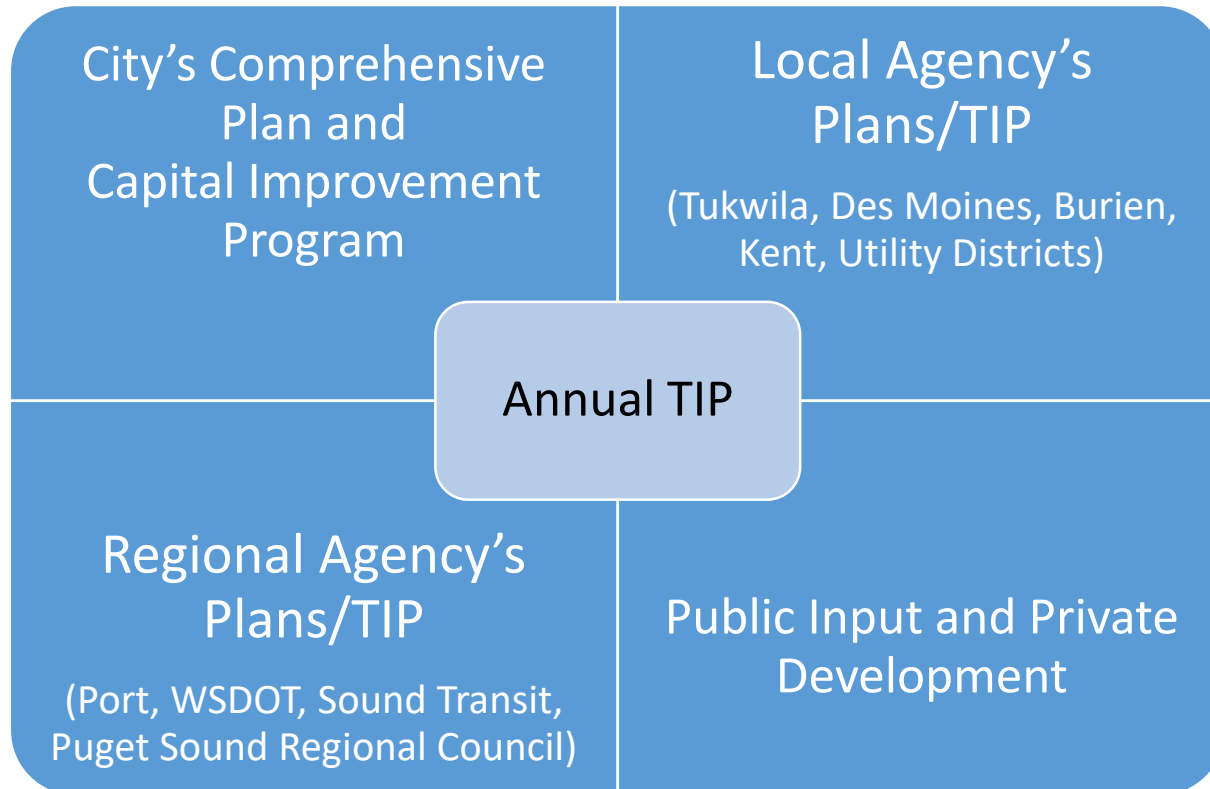 City’s Comprehensive
Plan and
Capital Improvement
Program
Local Agency’s
Plans/TIP
(Tukwila, Des Moines, Burien,
Kent, Utility Districts)
Annual TIP
Regional Agency’s
Plans/TIP
(Port, WSDOT, Sound Transit,
Puget Sound Regional Council)
Public Input and Private
Development